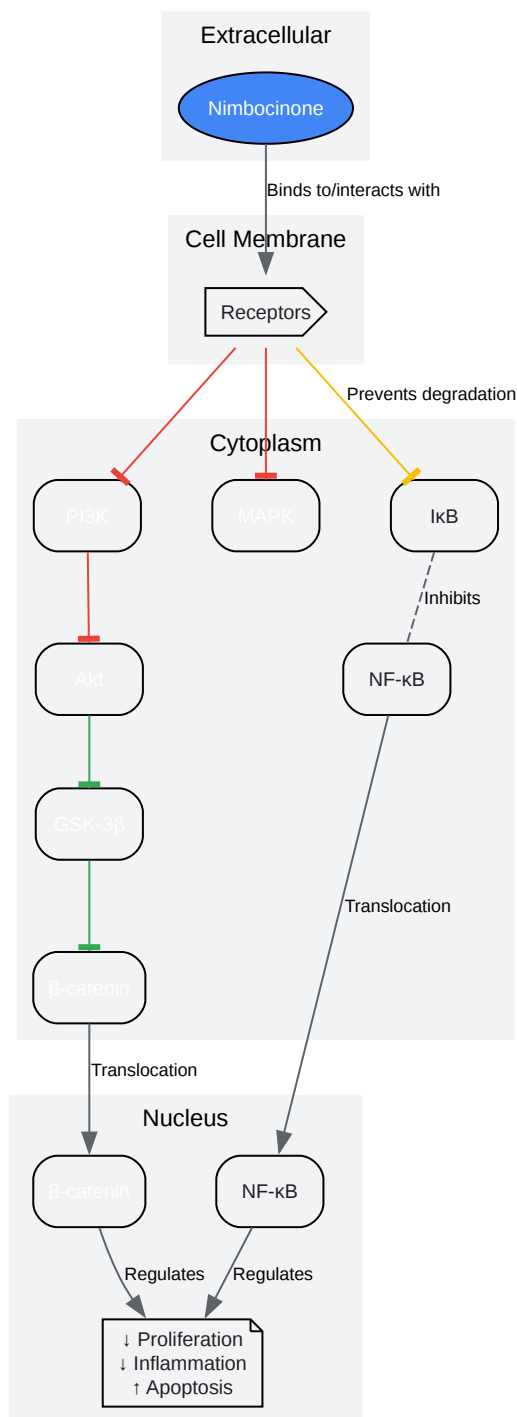 Extracellular
Nimbocinone
Binds to/interacts with
Cell Membrane
Receptors
Prevents degradation
Cytoplasm
PI3K
MAPK
IκB
Inhibits
Akt
NF-κB
GSK-3β
Translocation
β-catenin
Translocation
Nucleus
β-catenin
NF-κB
Regulates
Regulates
↓ Proliferation
↓ Inflammation
↑ Apoptosis